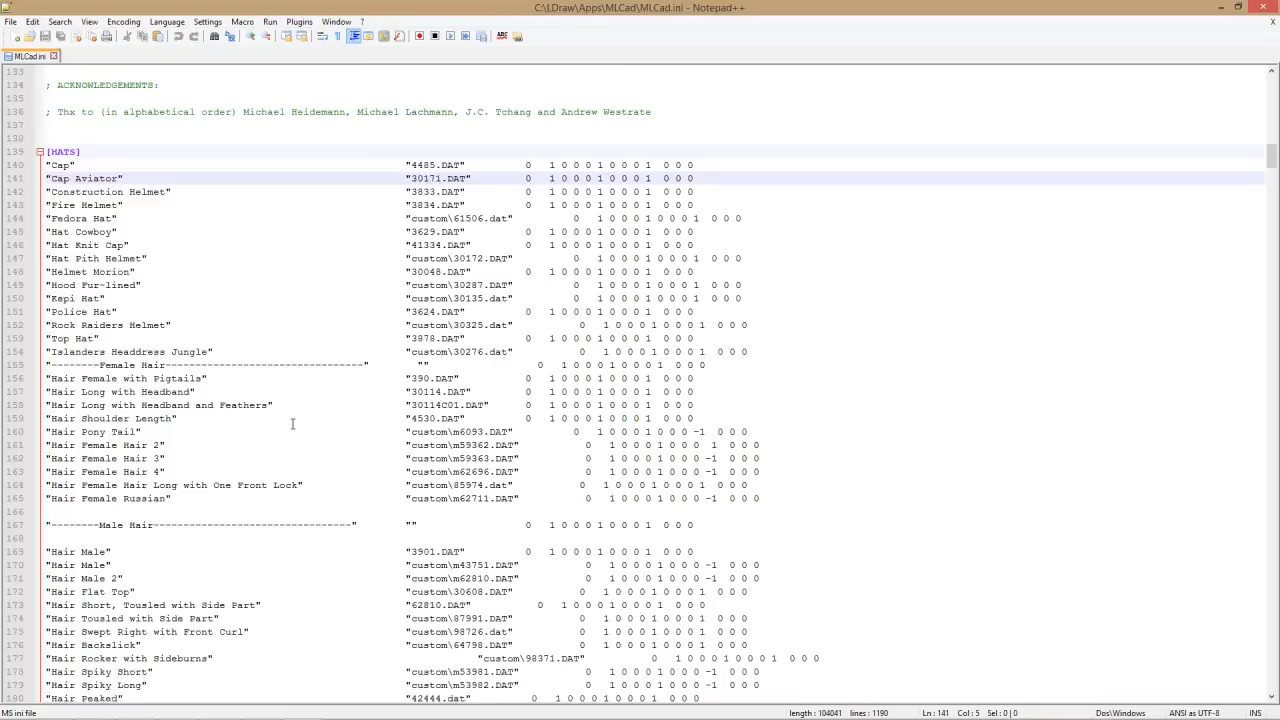 C:\LDraw\Apps\MLCad\MLCad.ini - Notepad++
File Edit Search View Encoding Language Settings Macro Run Plugins Window ?
MLCad.ini
133
134 ; ACKNOWLEDGEMENTS:
135
136 ; Thx to (in alphabetical order) Michael Heidemann, Michael Lachmann, J.C. Tchang and Andrew Westrate
137
138
139 [HATS]
140 "Cap" "4485.DAT" 0 1 0 0 0 1 0 0 0 1 0 0 0
141 "Cap Aviator" "30171.DAT" 0 1 0 0 0 1 0 0 0 1 0 0 0
142 "Construction Helmet" "3833.DAT" 0 1 0 0 0 1 0 0 0 1 0 0 0
143 "Fire Helmet" "3834.DAT" 0 1 0 0 0 1 0 0 0 1 0 0 0
144 "Fedora Hat" "custom\61506.dat" 0 1 0 0 0 1 0 0 0 1 0 0 0
145 "Hat Cowboy" "3629.DAT" 0 1 0 0 0 1 0 0 0 1 0 0 0
146 "Hat Knit Cap" "41334.DAT" 0 1 0 0 0 1 0 0 0 1 0 0 0
147 "Hat Pith Helmet" "custom\30172.dat" 0 1 0 0 0 1 0 0 0 1 0 0 0
148 "Helmet Morion" "30048.DAT" 0 1 0 0 0 1 0 0 0 1 0 0 0
149 "Hood Fur-lined" "custom\30287.dat" 0 1 0 0 0 1 0 0 0 1 0 0 0
150 "Kepi Hat" "custom\30135.dat" 0 1 0 0 0 1 0 0 0 1 0 0 0
151 "Police Hat" "3624.DAT" 0 1 0 0 0 1 0 0 0 1 0 0 0
152 "Rock Raiders Helmet" "custom\30325.dat" 0 1 0 0 0 1 0 0 0 1 0 0 0
153 "Top Hat" "3878.DAT" 0 1 0 0 0 1 0 0 0 1 0 0 0
154 "Islanders Headdress Jungle" "custom\30276.dat" 0 1 0 0 0 1 0 0 0 1 0 0 0
155 "--------Female Hair---------------------------------" "" 0 1 0 0 0 1 0 0 0 1 0 0 0
156 "Hair Female with Pigtails" "390.DAT" 0 1 0 0 0 1 0 0 0 1 0 0 0
157 "Hair Long with Headband" "30114.DAT" 0 1 0 0 0 1 0 0 0 1 0 0 0
158 "Hair Long with Headband and Feathers" "30114C01.DAT" 0 1 0 0 0 1 0 0 0 1 0 0 0
159 "Hair Shoulder Length" "4530.DAT" 0 1 0 0 0 1 0 0 0 1 0 0 0
160 "Hair Pony Tail" "custom\m6093.DAT" 0 1 0 0 0 1 0 0 0 -1 0 0 0
161 "Hair Female Hair 2" "custom\m59362.DAT" 0 1 0 0 0 1 0 0 0 1 0 0 0
162 "Hair Female Hair 3" "custom\m59363.DAT" 0 1 0 0 0 1 0 0 0 -1 0 0 0
163 "Hair Female Hair 4" "custom\m62696.DAT" 0 1 0 0 0 1 0 0 0 -1 0 0 0
164 "Hair Female Hair Long with One Front Lock" "custom\85974.dat" 0 1 0 0 0 1 0 0 0 1 0 0 0
165 "Hair Female Russian" "custom\m62711.DAT" 0 1 0 0 0 1 0 0 0 -1 0 0 0
166
167 "--------Male Hair---------------------------------" "" 0 1 0 0 0 1 0 0 0 1 0 0 0
168
169 "Hair Male" "3901.DAT" 0 1 0 0 0 1 0 0 0 1 0 0 0
170 "Hair Male" "custom\m43751.DAT" 0 1 0 0 0 1 0 0 0 -1 0 0 0
171 "Hair Male 2" "custom\m62810.DAT" 0 1 0 0 0 1 0 0 0 -1 0 0 0
172 "Hair Flat Top" "custom\30608.DAT" 0 1 0 0 0 1 0 0 0 1 0 0 0
173 "Hair Short, Tousled with Side Part" "62810.DAT" 0 1 0 0 0 1 0 0 0 1 0 0 0
174 "Hair Tousled with Side Part" "custom\87991.DAT" 0 1 0 0 0 1 0 0 0 1 0 0 0
175 "Hair Swept Right with Front Curl" "custom\98726.dat" 0 1 0 0 0 1 0 0 0 1 0 0 0
176 "Hair Backslick" "custom\64798.DAT" 0 1 0 0 0 1 0 0 0 1 0 0 0
177 "Hair Rocker with Sideburns" "custom\98371.DAT" 0 1 0 0 0 1 0 0 0 1 0 0 0
178 "Hair Spiky Short" "custom\m53981.DAT" 0 1 0 0 0 1 0 0 0 -1 0 0 0
179 "Hair Spiky Long" "custom\m53982.DAT" 0 1 0 0 0 1 0 0 0 -1 0 0 0
180 "Hair Peaked" "42444.dat" 0 1 0 0 0 1 0 0 0 1 0 0 0
MS ini file length : 104041 lines : 1190 Ln : 141 Col : 5 Sel : 0 | 0 Dos\Windows ANSI as UTF-8 INS